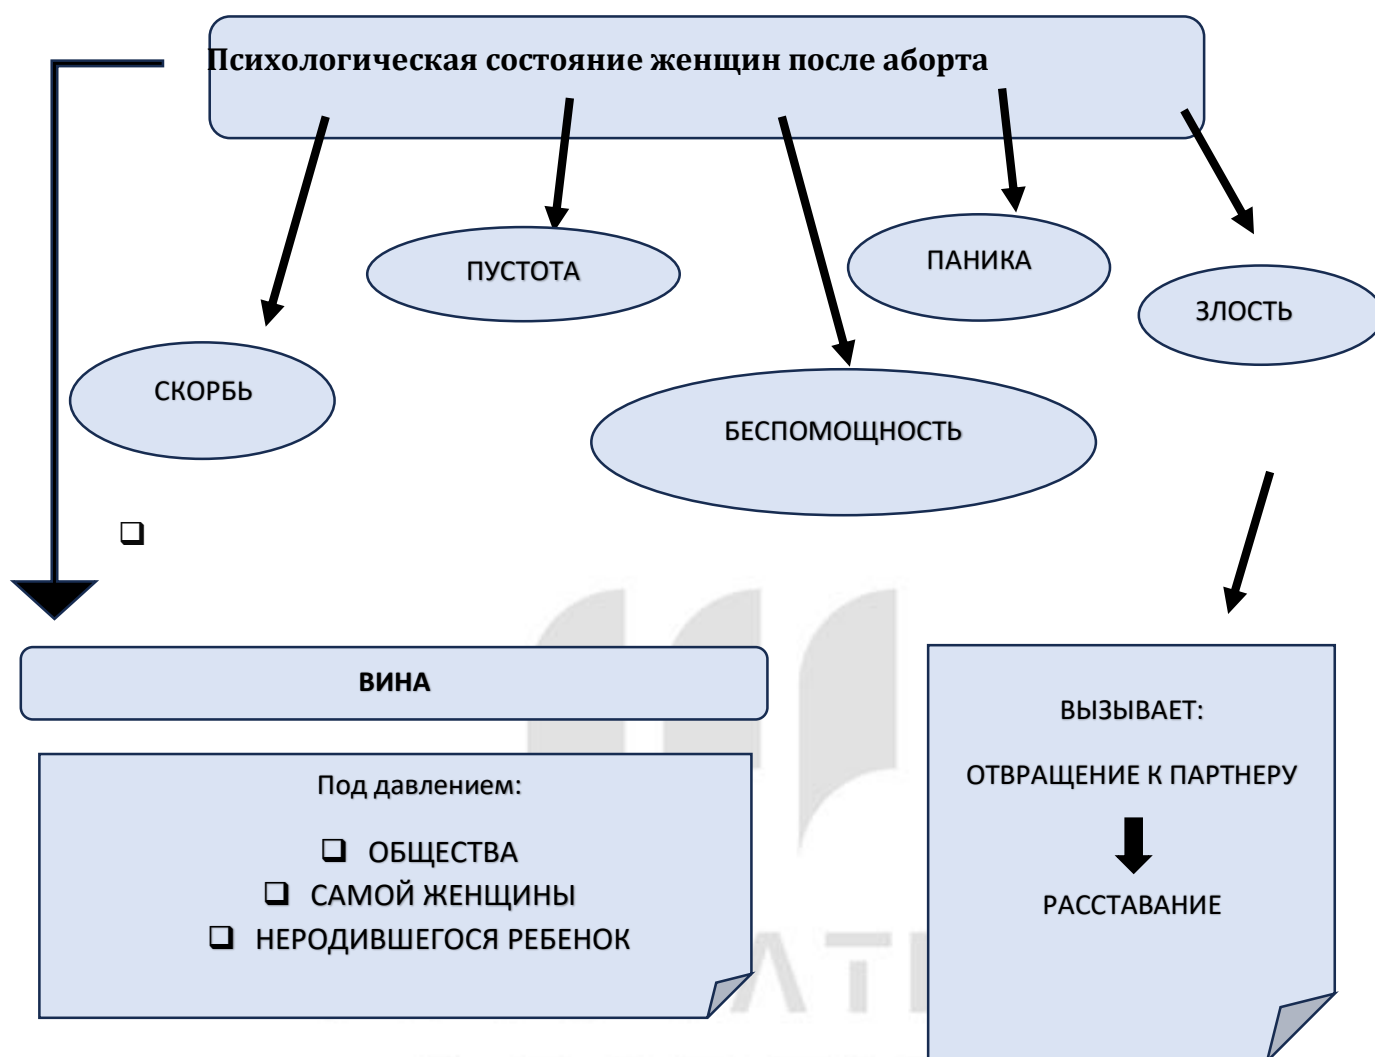 Психологическая состояние женщин после аборта
ПУСТОТА
ПАНИКА
ЗЛОСТЬ
СКОРБЬ
БЕСПОМОЩНОСТЬ
❑
ВИНА
Под давлением:
❑ ОБЩЕСТВА
❑ САМОЙ ЖЕНЩИНЫ
❑ НЕРОДИВШЕГОСЯ РЕБЕНОК
ВЫЗЫВАЕТ:
ОТВРАЩЕНИЕ К ПАРТНЕРУ
РАССТАВАНИЕ